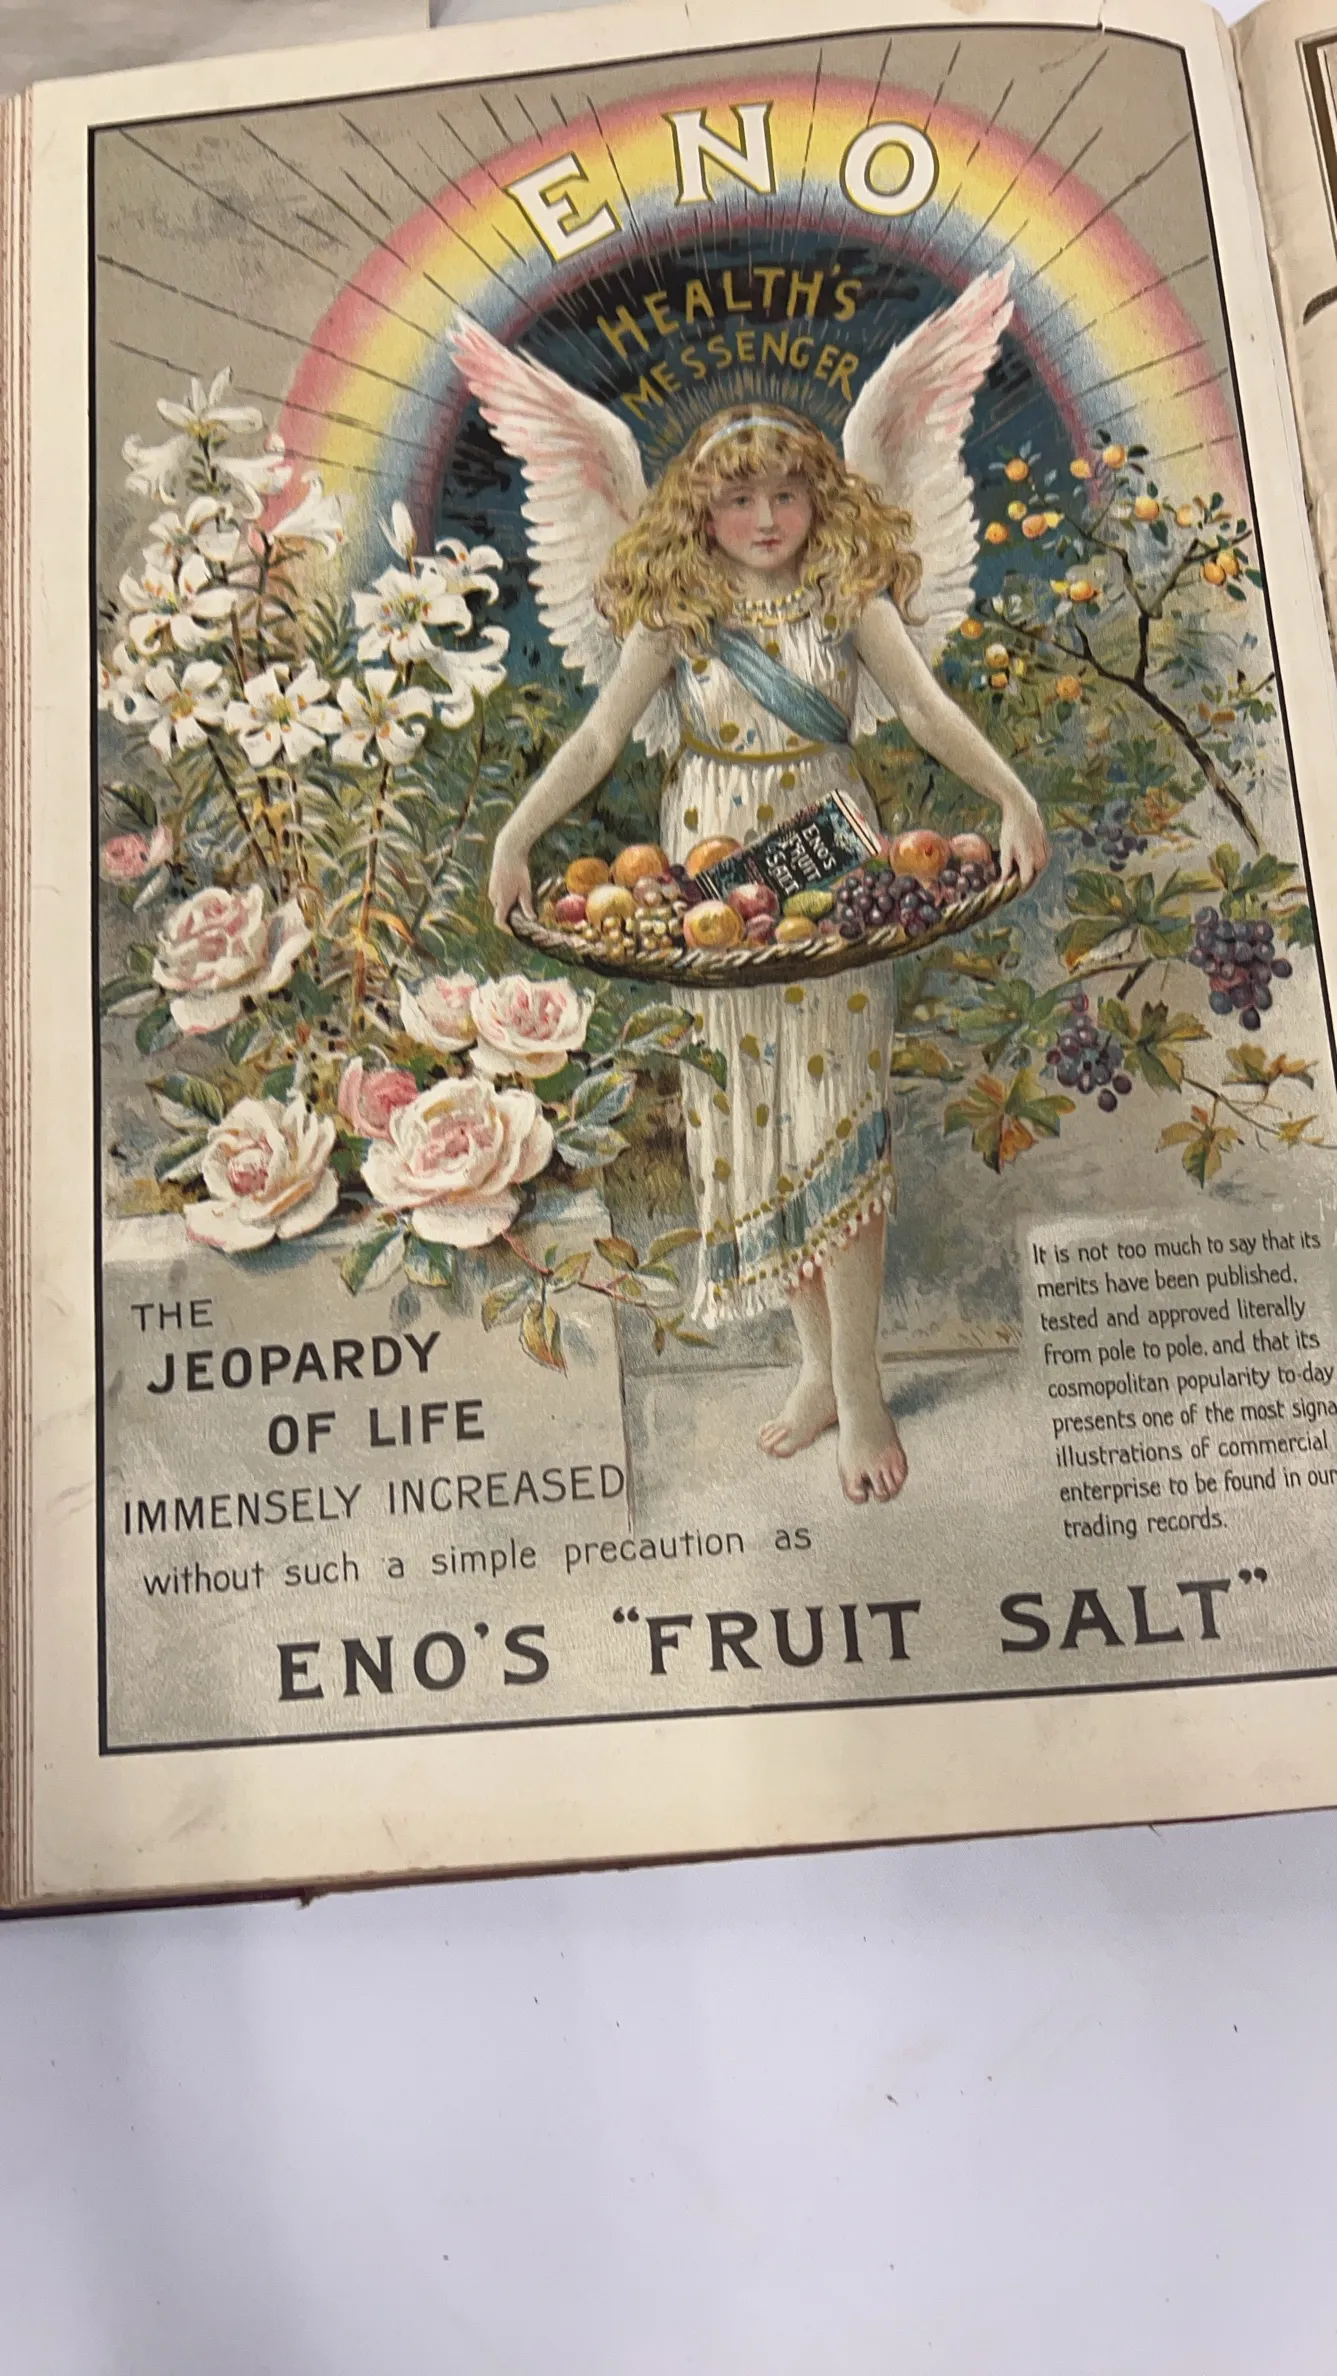 ENO
HEALTH'S
MESSENGER
ENO'S
"FRUIT
SALT"
It is not too much to say that its
merits have been published,
tested and approved literally
from pole to pole, and that its
cosmopolitan popularity to-day
presents one of the most signa
illustrations of commercial
enterprise to be found in our
trading records.
THE
JEOPARDY
OF LIFE
IMMENSELY INCREASED
without such a simple precaution as
ENO'S "FRUIT SALT"